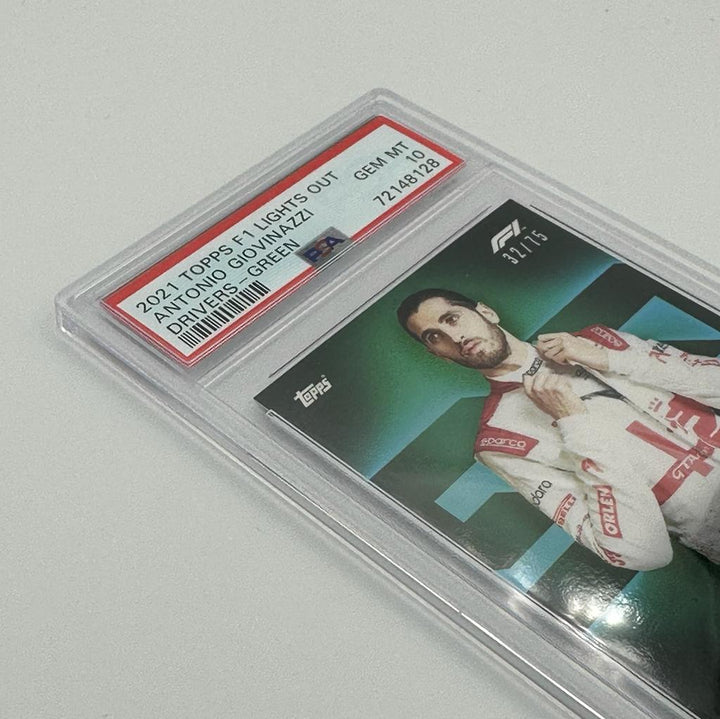 2021 TOPPS F1 LIGHTS OUT
ANTONIO GIOVINAZZI
DRIVERS-GREEN
GEM MT
10
72148128
PSA
F1
32/75
topps
sparco
ORLEN